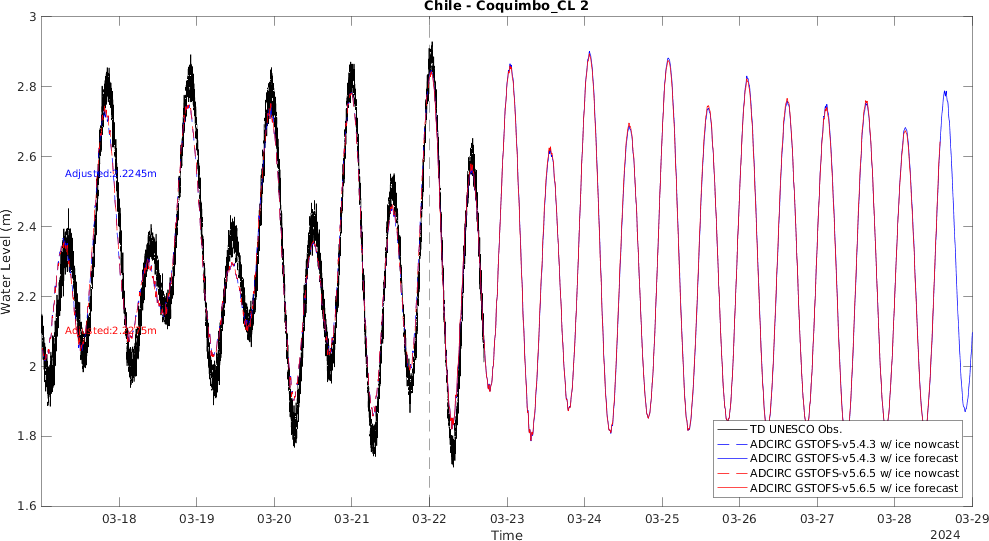 Chile - Coquimbo_CL 2
3
2.8
2.6
2.4
2.2
2
1.8
1.6
Water Level (m)
Adjusted:2.2245m
03-18
03-19
03-20
03-21
03-22
03-23
03-24
03-25
03-26
03-27
03-28
03-29
Time
2024
TD UNESCO Obs.
ADCIRC GSTOFS-v5.4.3 w/ ice nowcast
ADCIRC GSTOFS-v5.4.3 w/ ice forecast
ADCIRC GSTOFS-v5.6.5 w/ ice nowcast
ADCIRC GSTOFS-v5.6.5 w/ ice forecast